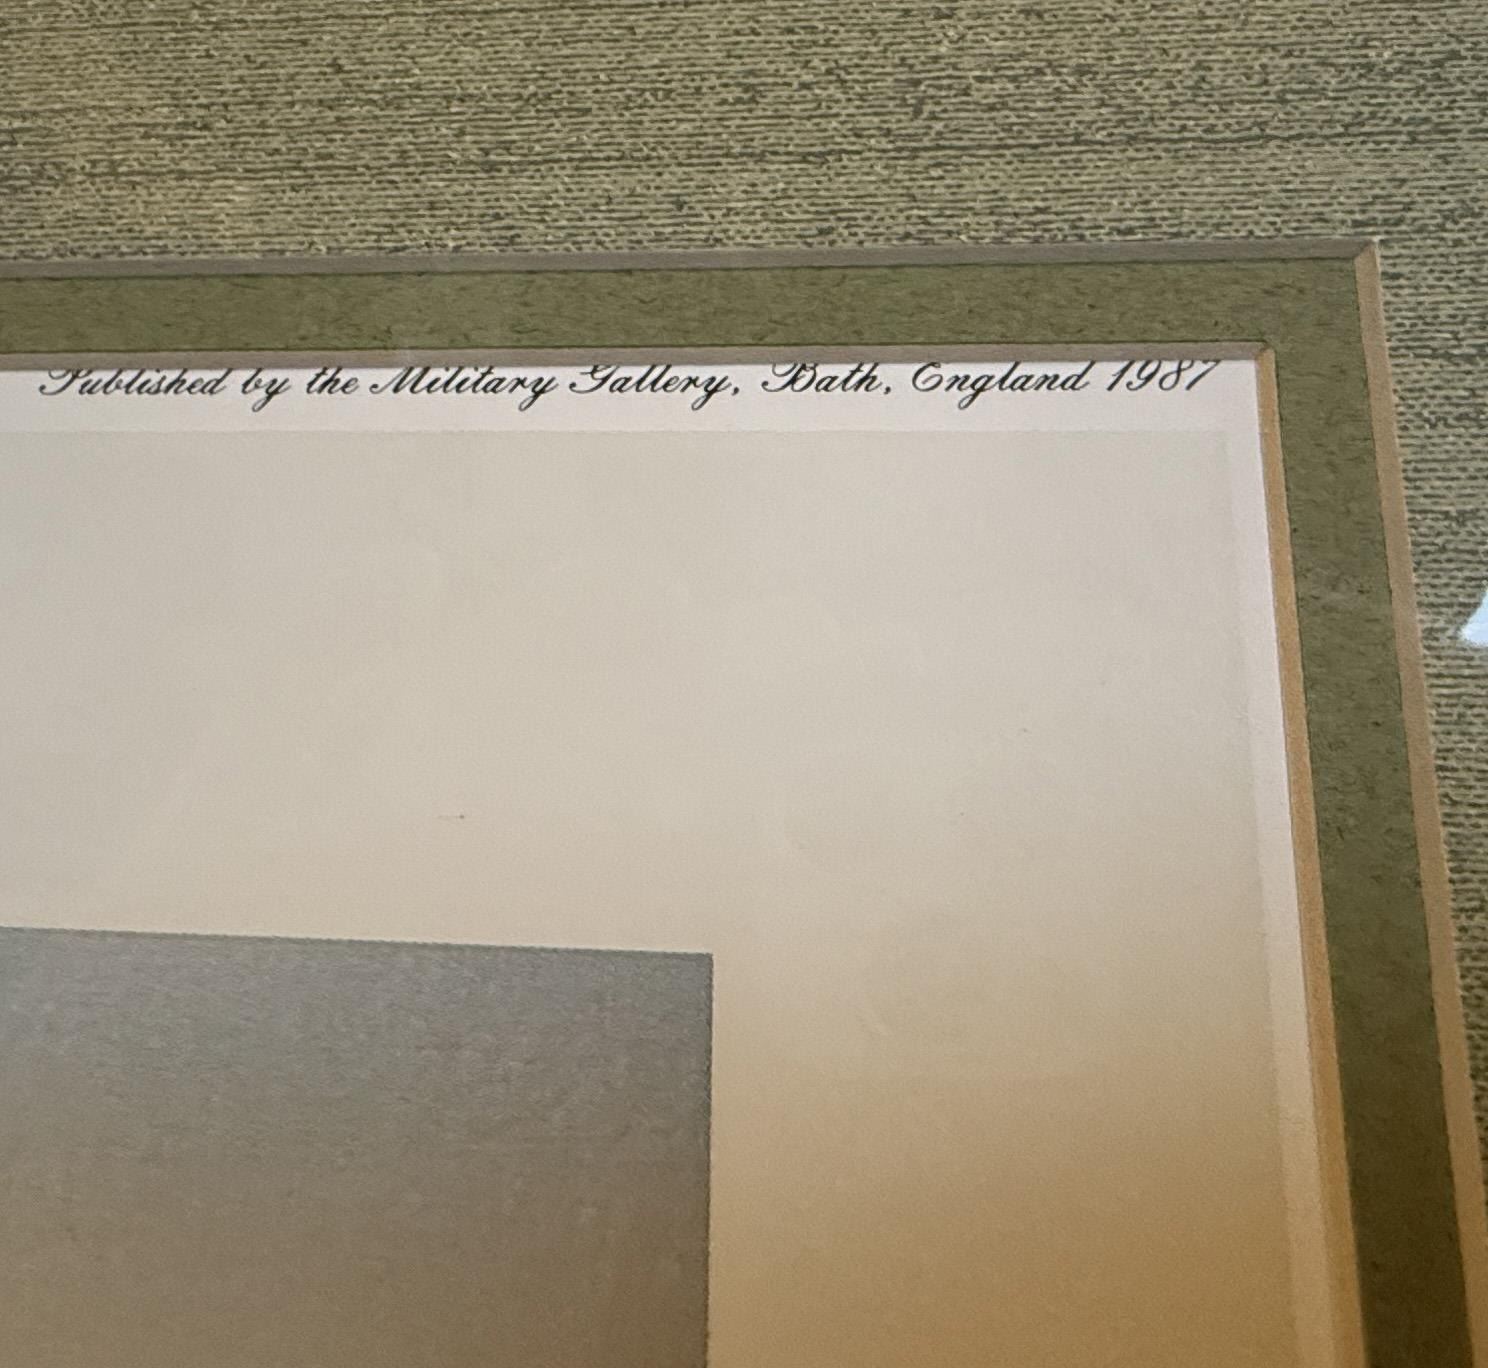 Published by the Military Gallery, Bath, England 1987